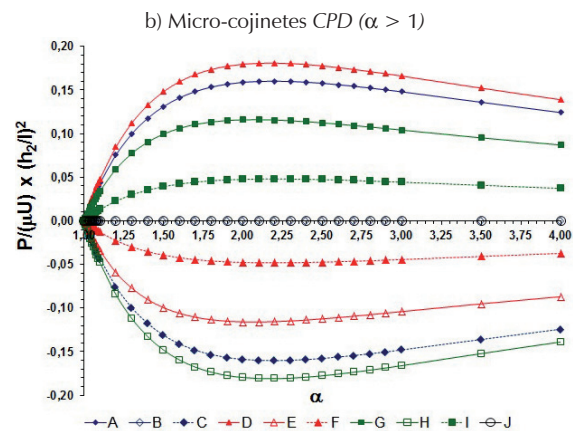 b) Micro-cojinetes CPD (α > 1)
P/(μU) x (h₂/l)²
0,20
0,15
0,10
0,05
0,00
-0,05
-0,10
-0,15
-0,20
1,00 1,25 1,50 1,75 2,00 2,25 2,50 2,75 3,00 3,25 3,50 3,75 4,00
α
A B C D E F G H I J